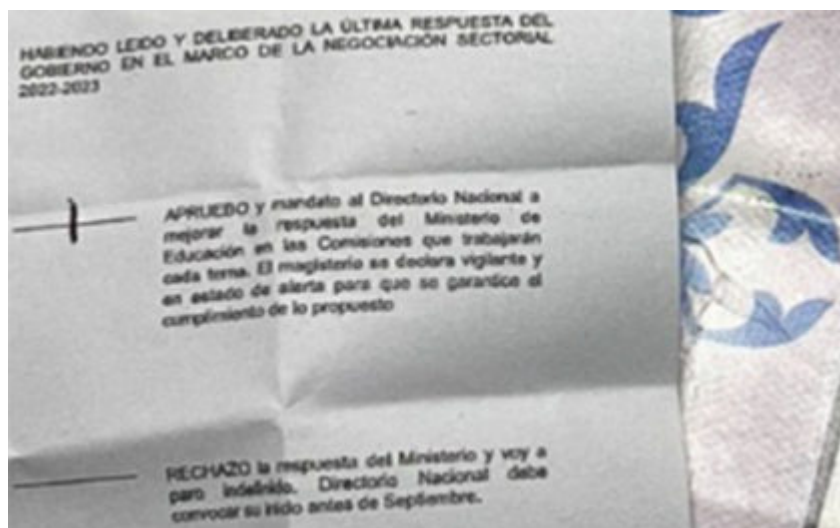 HABIENDO LEIDO Y DELIBERADO LA ÚLTIMA RESPUESTA DEL
GOBIERNO EN EL MARCO DE LA NEGOCIACIÓN SECTORIAL
2022-2023
APRUEBO y mandato al Directorio Nacional a
mejorar la respuesta del Ministerio de
Educación en las Comisiones que trabajarán
cada tema. El magisterio se declara vigilante y
en estado de alerta para que se garantice el
cumplimiento de lo propuesto
RECHAZO la respuesta del Ministerio y voy a
paro indefinido. Directorio Nacional debe
convocar su inicio antes de Septiembre.